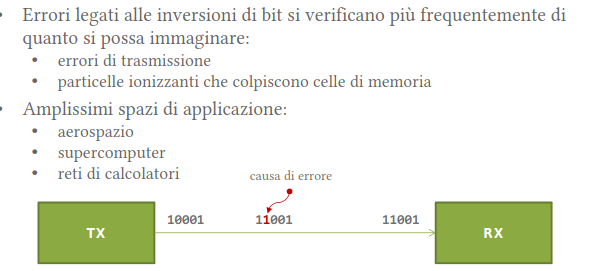 • Errori legati alle inversioni di bit si verificano più frequentemente di
quanto si possa immaginare:
• errori di trasmissione
• particelle ionizzanti che colpiscono celle di memoria
• Amplissimi spazi di applicazione:
• aerospazio
• supercomputer
• reti di calcolatori
causa di errore
TX 10001 11001 11001 RX